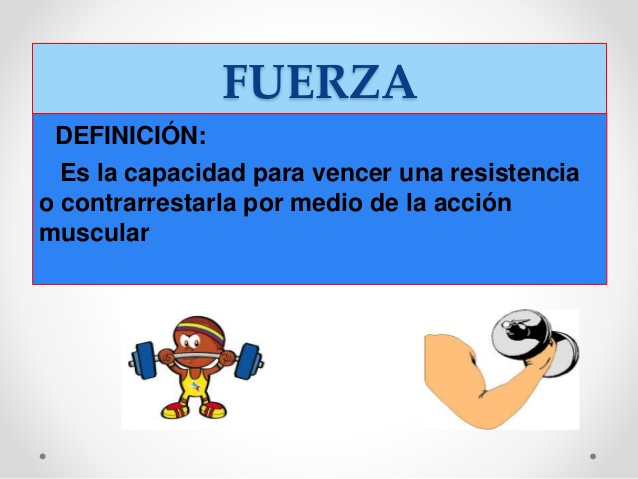 FUERZA
DEFINICIÓN:
Es la capacidad para vencer una resistencia
o contrarrestarla por medio de la acción
muscular